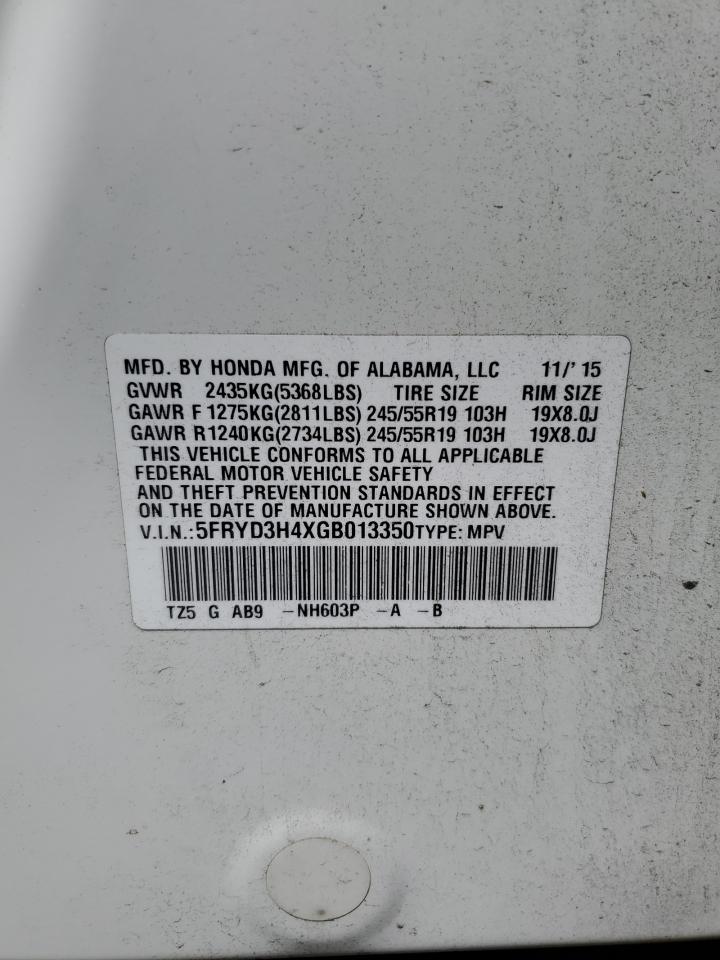 MFD. BY HONDA MFG. OF ALABAMA, LLC 11/' 15
GVWR 2435KG(5368LBS) TIRE SIZE RIM SIZE
GAWR F 1275KG(2811LBS) 245/55R19 103H 19X8.0J
GAWR R1240KG(2734LBS) 245/55R19 103H 19X8.0J
THIS VEHICLE CONFORMS TO ALL APPLICABLE
FEDERAL MOTOR VEHICLE SAFETY
AND THEFT PREVENTION STANDARDS IN EFFECT
ON THE DATE OF MANUFACTURE SHOWN ABOVE.
V.I.N.:5FRYD3H4XGB013350TYPE: MPV
TZ5 G AB9 -NH603P -A -B